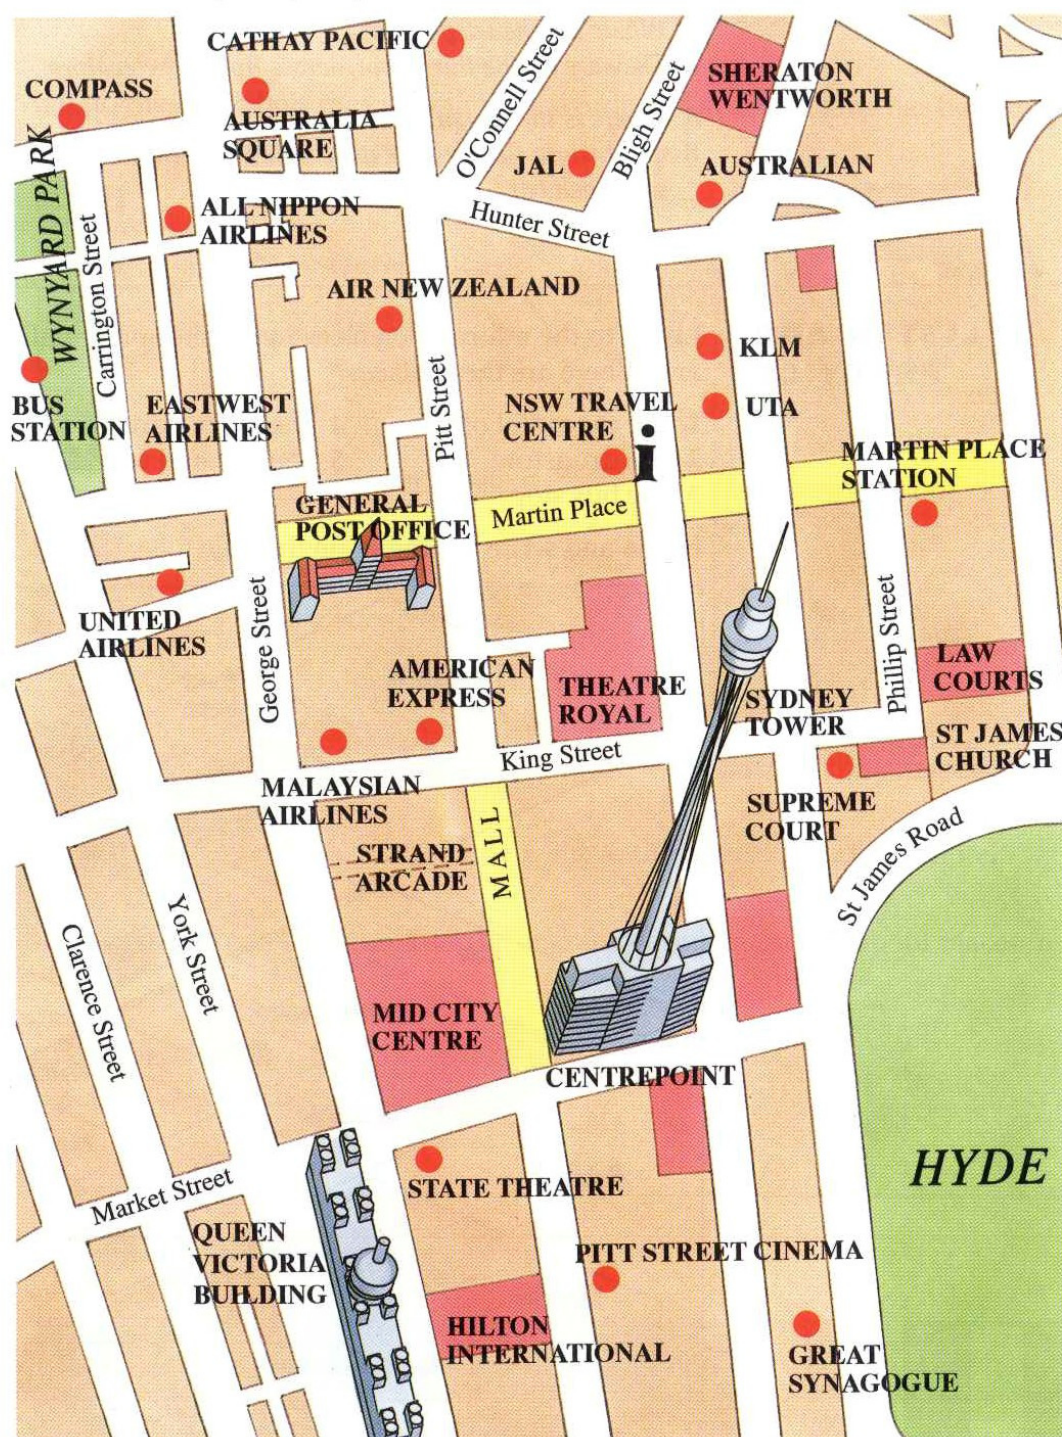 CATHAY PACIFIC
O'Connell Street
Bligh Street
SHERATON
WENTWORTH
COMPASS
AUSTRALIA
SQUARE
JAL
AUSTRALIAN
WYNYARD PARK
Carrington Street
ALL NIPPON
AIRLINES
Hunter Street
AIR NEW ZEALAND
KLM
BUS
STATION
EASTWEST
AIRLINES
Pitt Street
NSW TRAVEL
CENTRE
i
UTA
MARTIN PLACE
STATION
GENERAL
POST OFFICE
Martin Place
UNITED
AIRLINES
George Street
Phillip Street
AMERICAN
EXPRESS
THEATRE
ROYAL
SYDNEY
TOWER
LAW
COURTS
King Street
ST JAMES
CHURCH
MALAYSIAN
AIRLINES
SUPREME
COURT
STRAND
ARCADE
MALL
St James Road
Clarence Street
York Street
MID CITY
CENTRE
CENTREPOINT
HYDE
Market Street
STATE THEATRE
QUEEN
VICTORIA
BUILDING
PITT STREET CINEMA
HILTON
INTERNATIONAL
GREAT
SYNAGOGUE